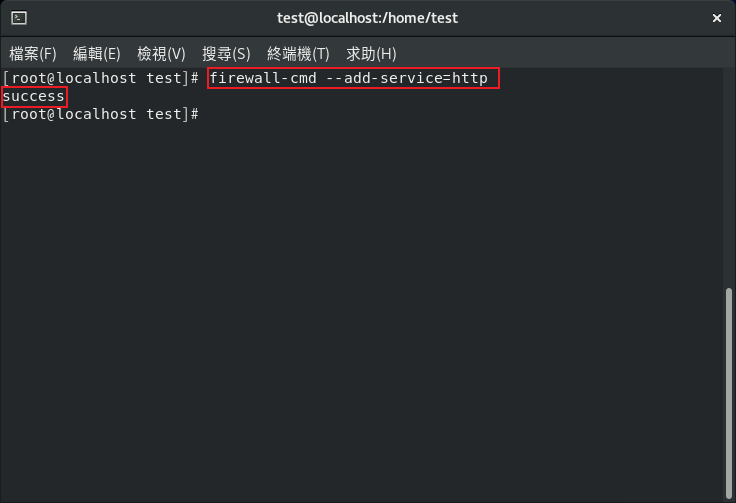 test@localhost:/home/test
檔案(F) 編輯(E) 檢視(V) 搜尋(S) 終端機(T) 求助(H)
[root@localhost test]# firewall-cmd --add-service=http
success
[root@localhost test]#